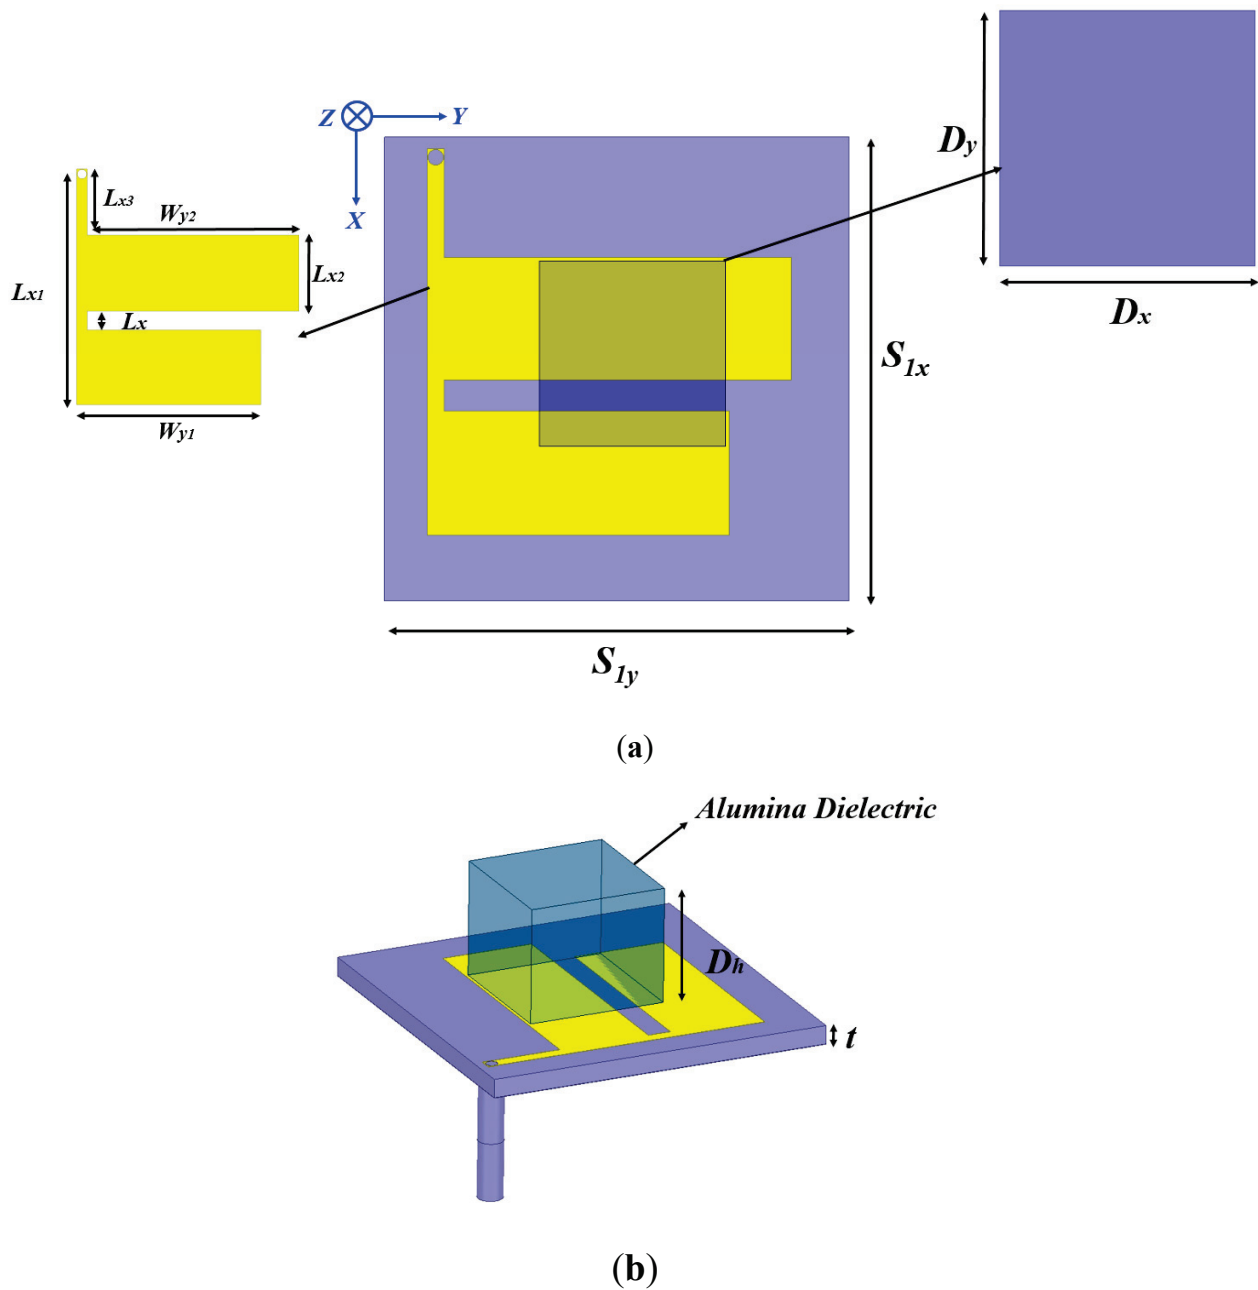 Z
Y
X
Lx3
Wy2
Lx2
Lx1
Lx
Wy1
Dy
Dx
S1x
S1y
(a)
Alumina Dielectric
Dh
t
(b)